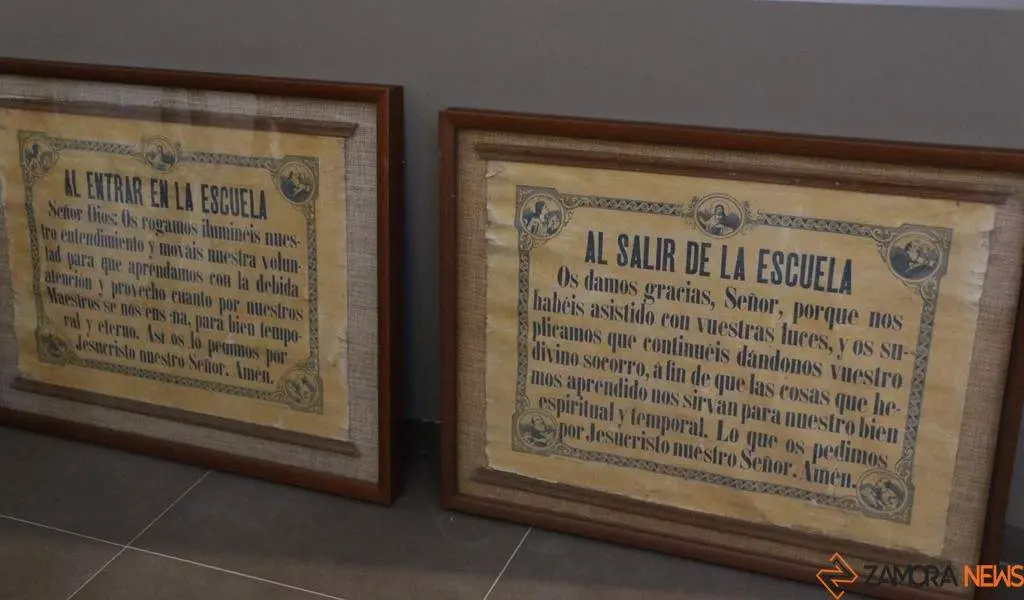 AL ENTRAR EN LA ESCUELA
Señor Dios: Os rogamos iluminéis nues-
tro entendimiento y mováis nuestra volun-
tad para que aprendamos con la debida
atención y provecho cuanto por nuestros
Maestros se nos ens ña, para bien tempo
ral y eterno. Asi os lo pedimos por
Jesucristo nuestro Señor. Amén.
AL SALIR DE LA ESCUELA
Os damos gracias, Señor, porque nos
habéis asistido con vuestras luces, y os su-
plicamos que continuéis dándonos vuestro
divino socorro, á fin de que las cosas que he-
mos aprendido nos sirvan para nuestro bien
espiritual y temporal. Lo que os pedimos
por Jesucristo nuestro Señor. Amén.
ZAMORA NEWS